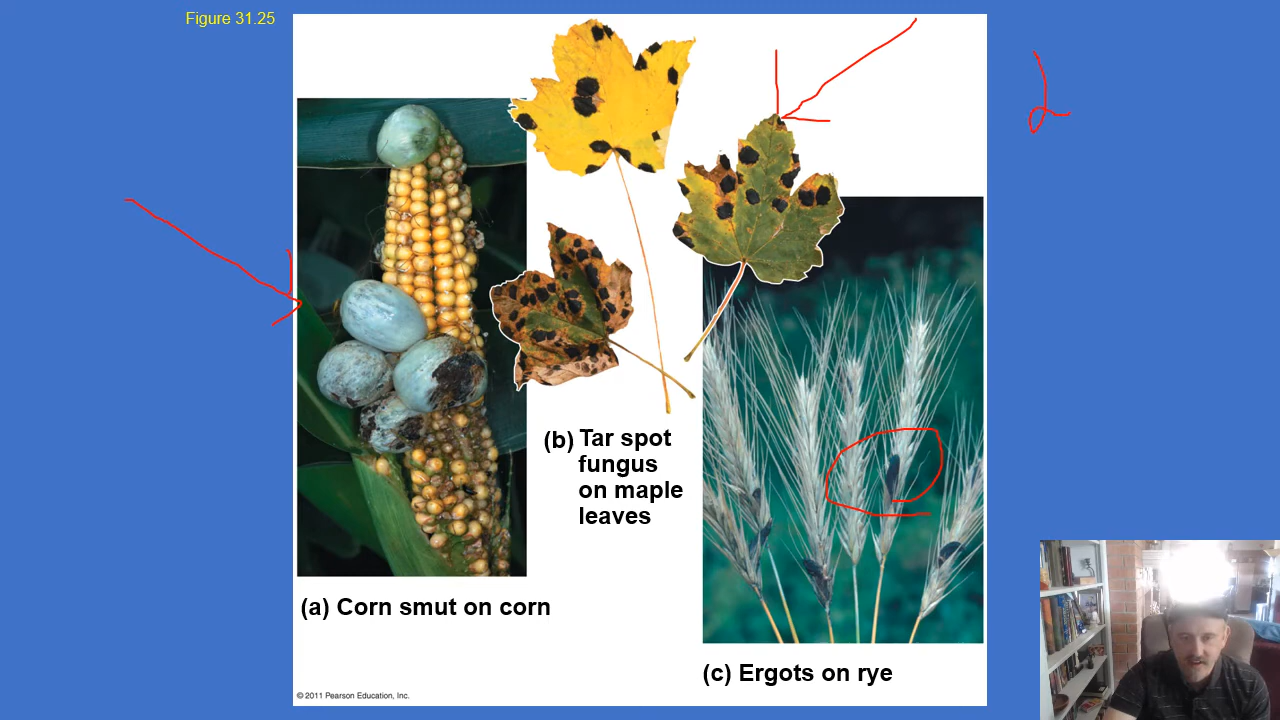 Figure 31.25
(b) Tar spot
fungus
on maple
leaves
(a) Corn smut on corn
(c) Ergots on rye
© 2011 Pearson Education, Inc.